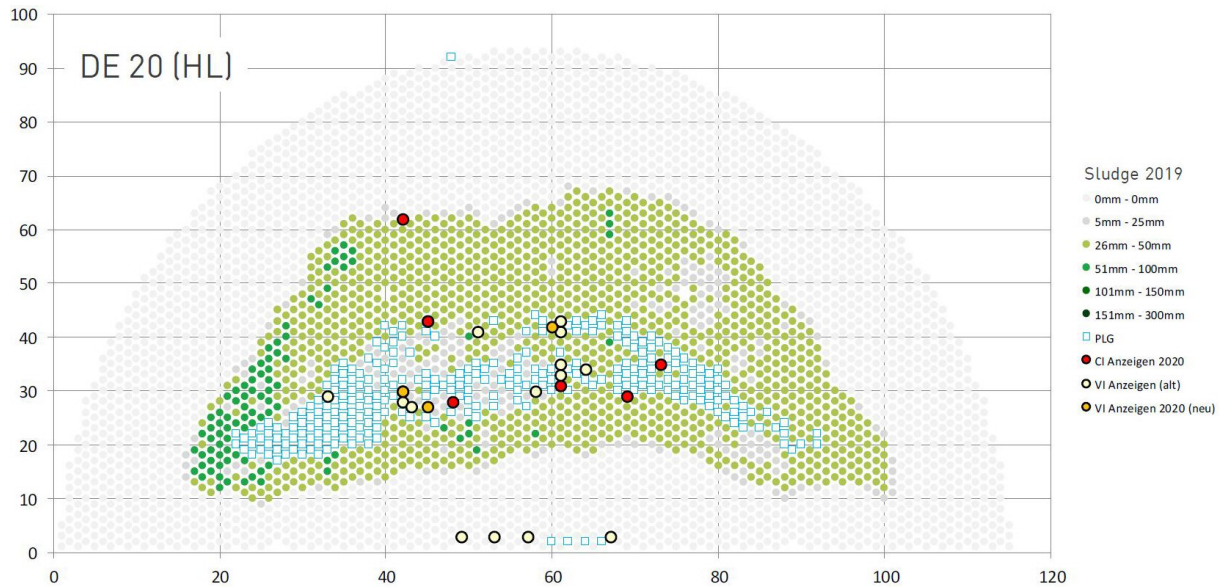 DE 20 (HL)
100
90
80
70
60
50
40
30
20
10
0
0 20 40 60 80 100 120
Sludge 2019
0mm - 0mm
5mm - 25mm
26mm - 50mm
51mm - 100mm
101mm - 150mm
151mm - 300mm
PLG
CI Anzeigen 2020
VI Anzeigen (alt)
VI Anzeigen 2020 (neu)